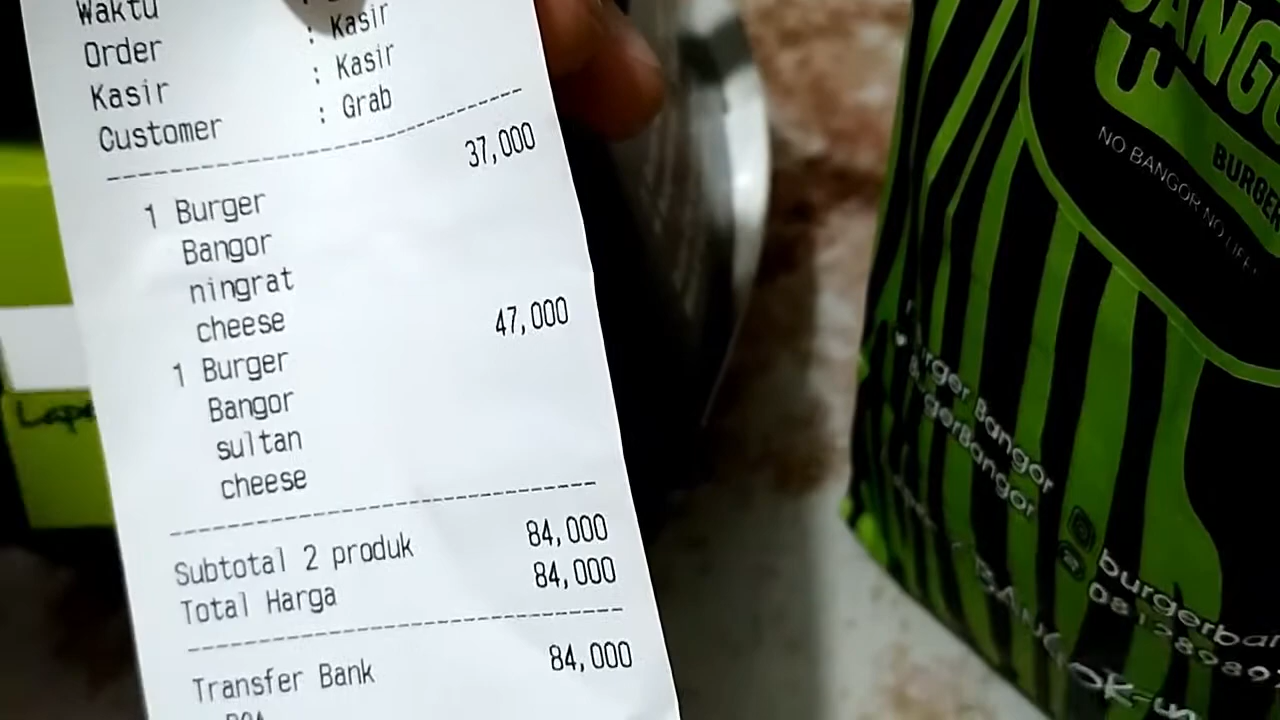 Waktu
Order : Kasir
Kasir : Kasir
Customer : Grab
37,000
1 Burger
Bangor
ningrat
cheese
47,000
1 Burger
Bangor
sultan
cheese
Subtotal 2 produk 84,000
Total Harga 84,000
Transfer Bank 84,000
BURGER
NO BANGOR NO LIFE
Burger Bangor